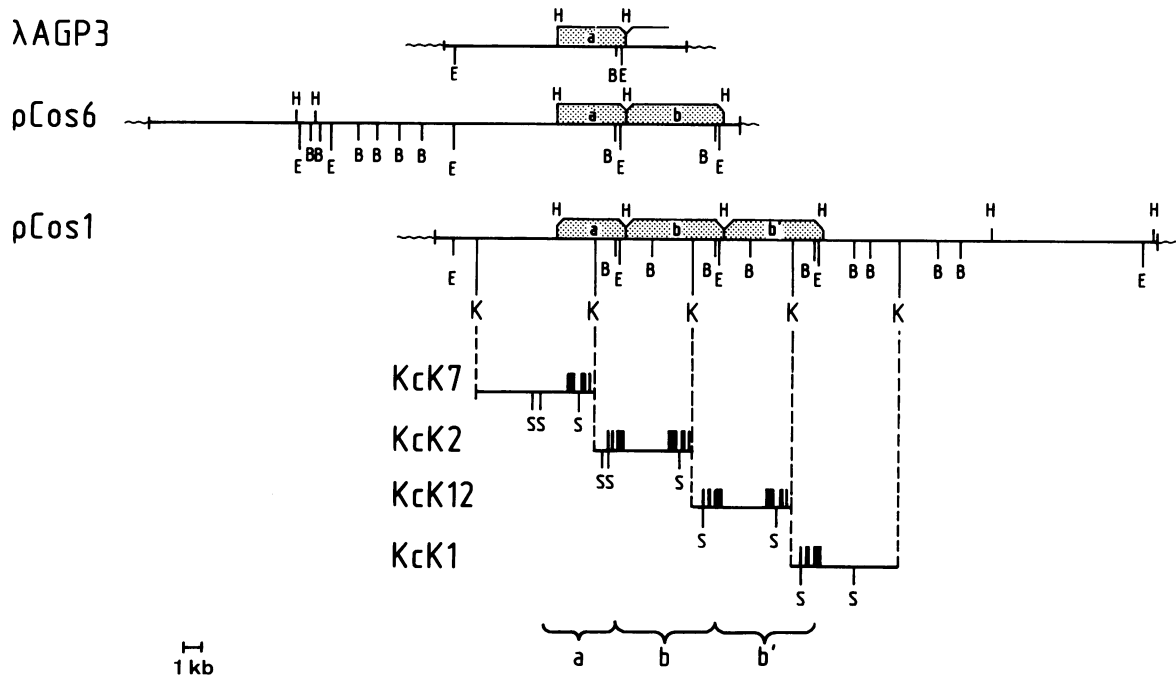 H H
λAGP3 a
E BE
H H H H H
pCos6 a b
E BB E B B B B E B E B E
H H H H H H
pCos1 a b b'
E B E B B E B B E B B B B E
K K K K K
KcK7
SS S
KcK2
SS S
KcK12
S S
KcK1
S S
a b b'
1 kb